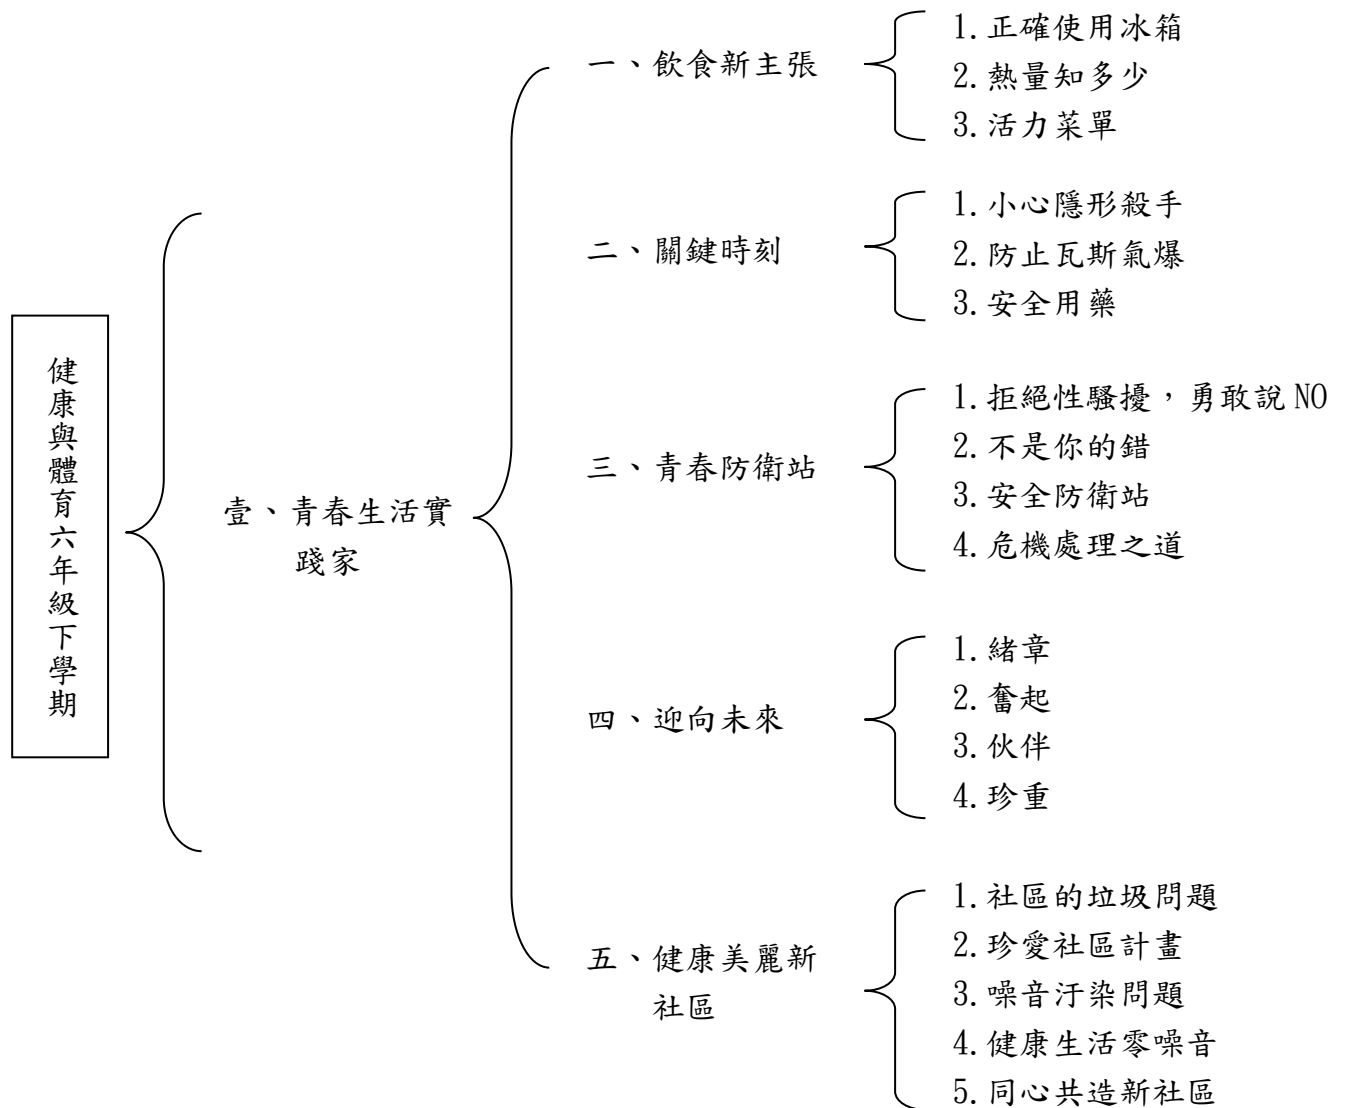 健康與體育六年級下學期
壹、青春生活實
踐家
一、飲食新主張
1.正確使用冰箱
2.熱量知多少
3.活力菜單
二、關鍵時刻
1.小心隱形殺手
2.防止瓦斯氣爆
3.安全用藥
三、青春防衛站
1.拒絕性騷擾，勇敢說 NO
2.不是你的錯
3.安全防衛站
4.危機處理之道
四、迎向未來
1.緒章
2.奮起
3.伙伴
4.珍重
五、健康美麗新
社區
1.社區的垃圾問題
2.珍愛社區計畫
3.噪音汙染問題
4.健康生活零噪音
5.同心共造新社區